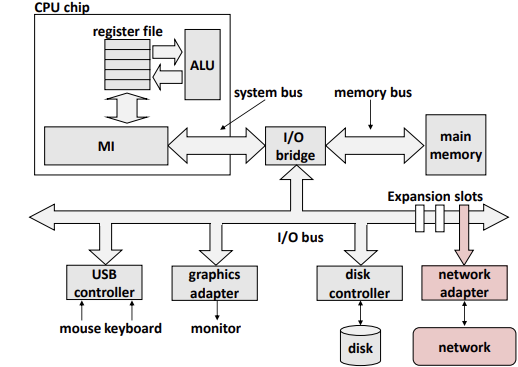 CPU chip
register file
ALU
system bus
memory bus
MI
I/O
bridge
main
memory
Expansion slots
I/O bus
USB
controller
graphics
adapter
disk
controller
network
adapter
mouse keyboard
monitor
disk
network